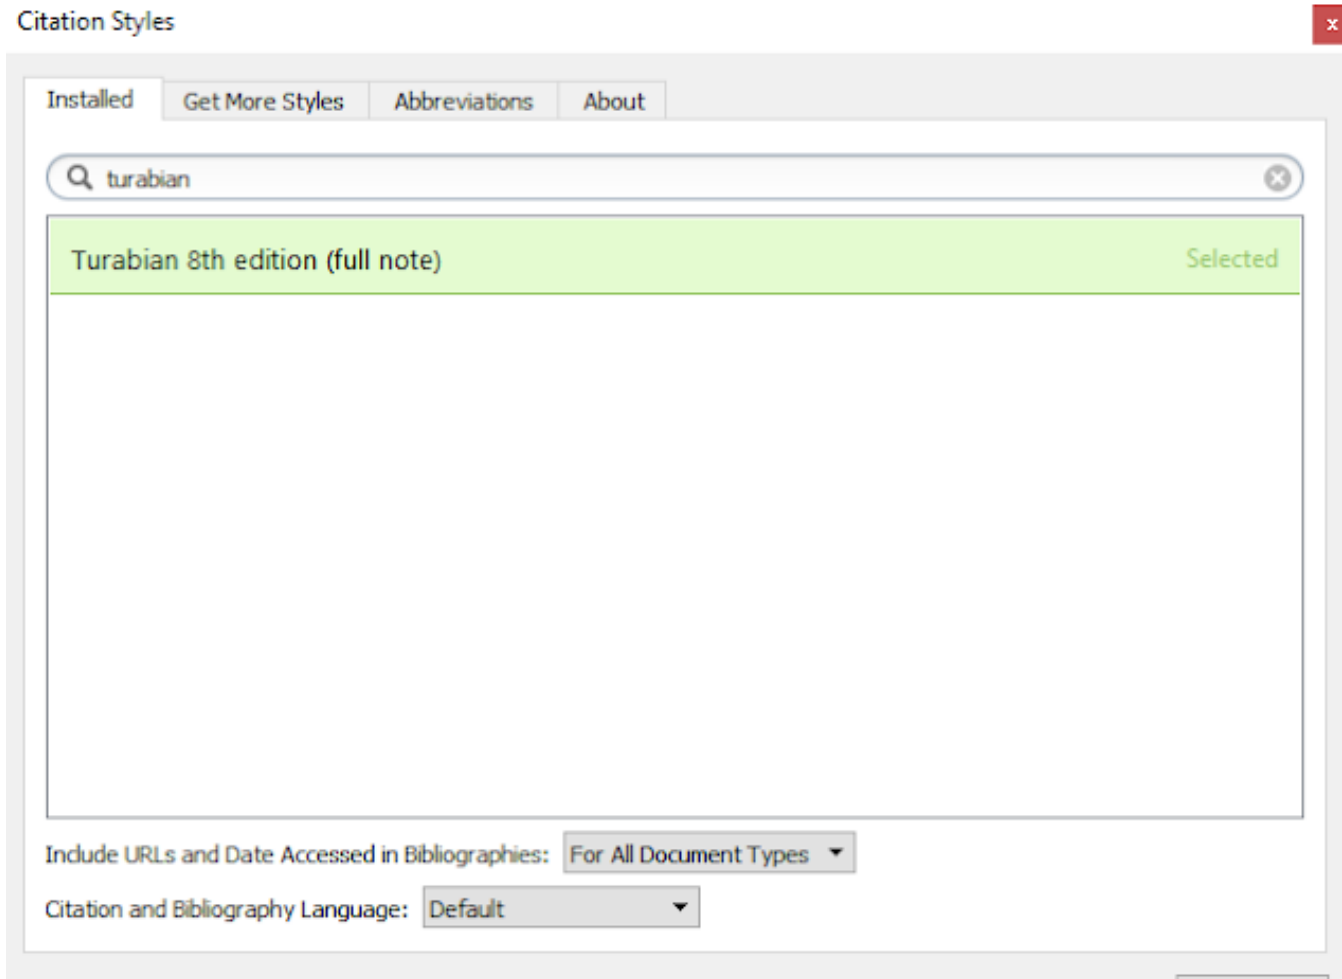 Citation Styles
x
Installed Get More Styles Abbreviations About
turabian
Turabian 8th edition (full note) Selected
Include URLs and Date Accessed in Bibliographies: For All Document Types
Citation and Bibliography Language: Default